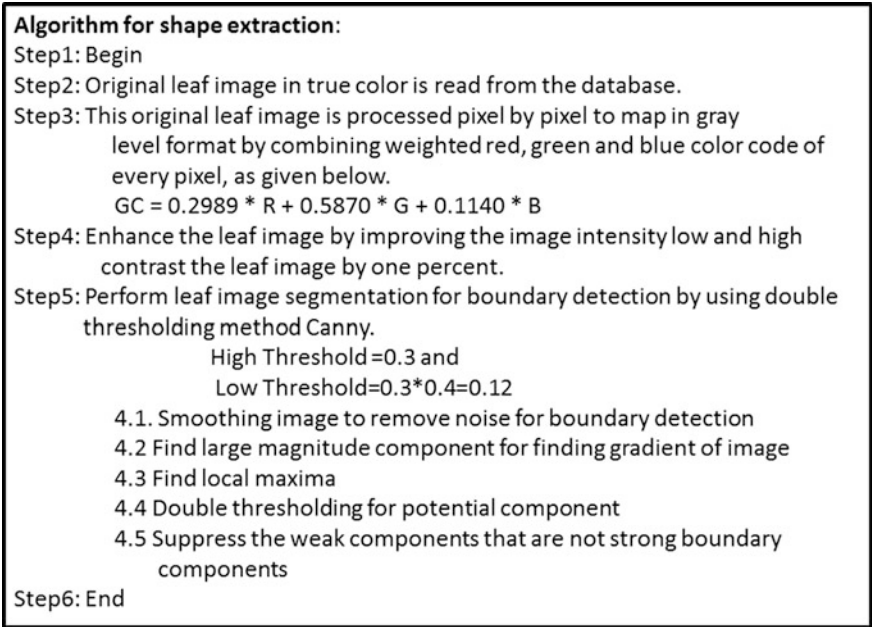 Algorithm for shape extraction:
Step1: Begin
Step2: Original leaf image in true color is read from the database.
Step3: This original leaf image is processed pixel by pixel to map in gray
level format by combining weighted red, green and blue color code of
every pixel, as given below.
GC = 0.2989 * R + 0.5870 * G + 0.1140 * B
Step4: Enhance the leaf image by improving the image intensity low and high
contrast the leaf image by one percent.
Step5: Perform leaf image segmentation for boundary detection by using double
thresholding method Canny.
High Threshold =0.3 and
Low Threshold=0.3*0.4=0.12
4.1. Smoothing image to remove noise for boundary detection
4.2 Find large magnitude component for finding gradient of image
4.3 Find local maxima
4.4 Double thresholding for potential component
4.5 Suppress the weak components that are not strong boundary
components
Step6: End